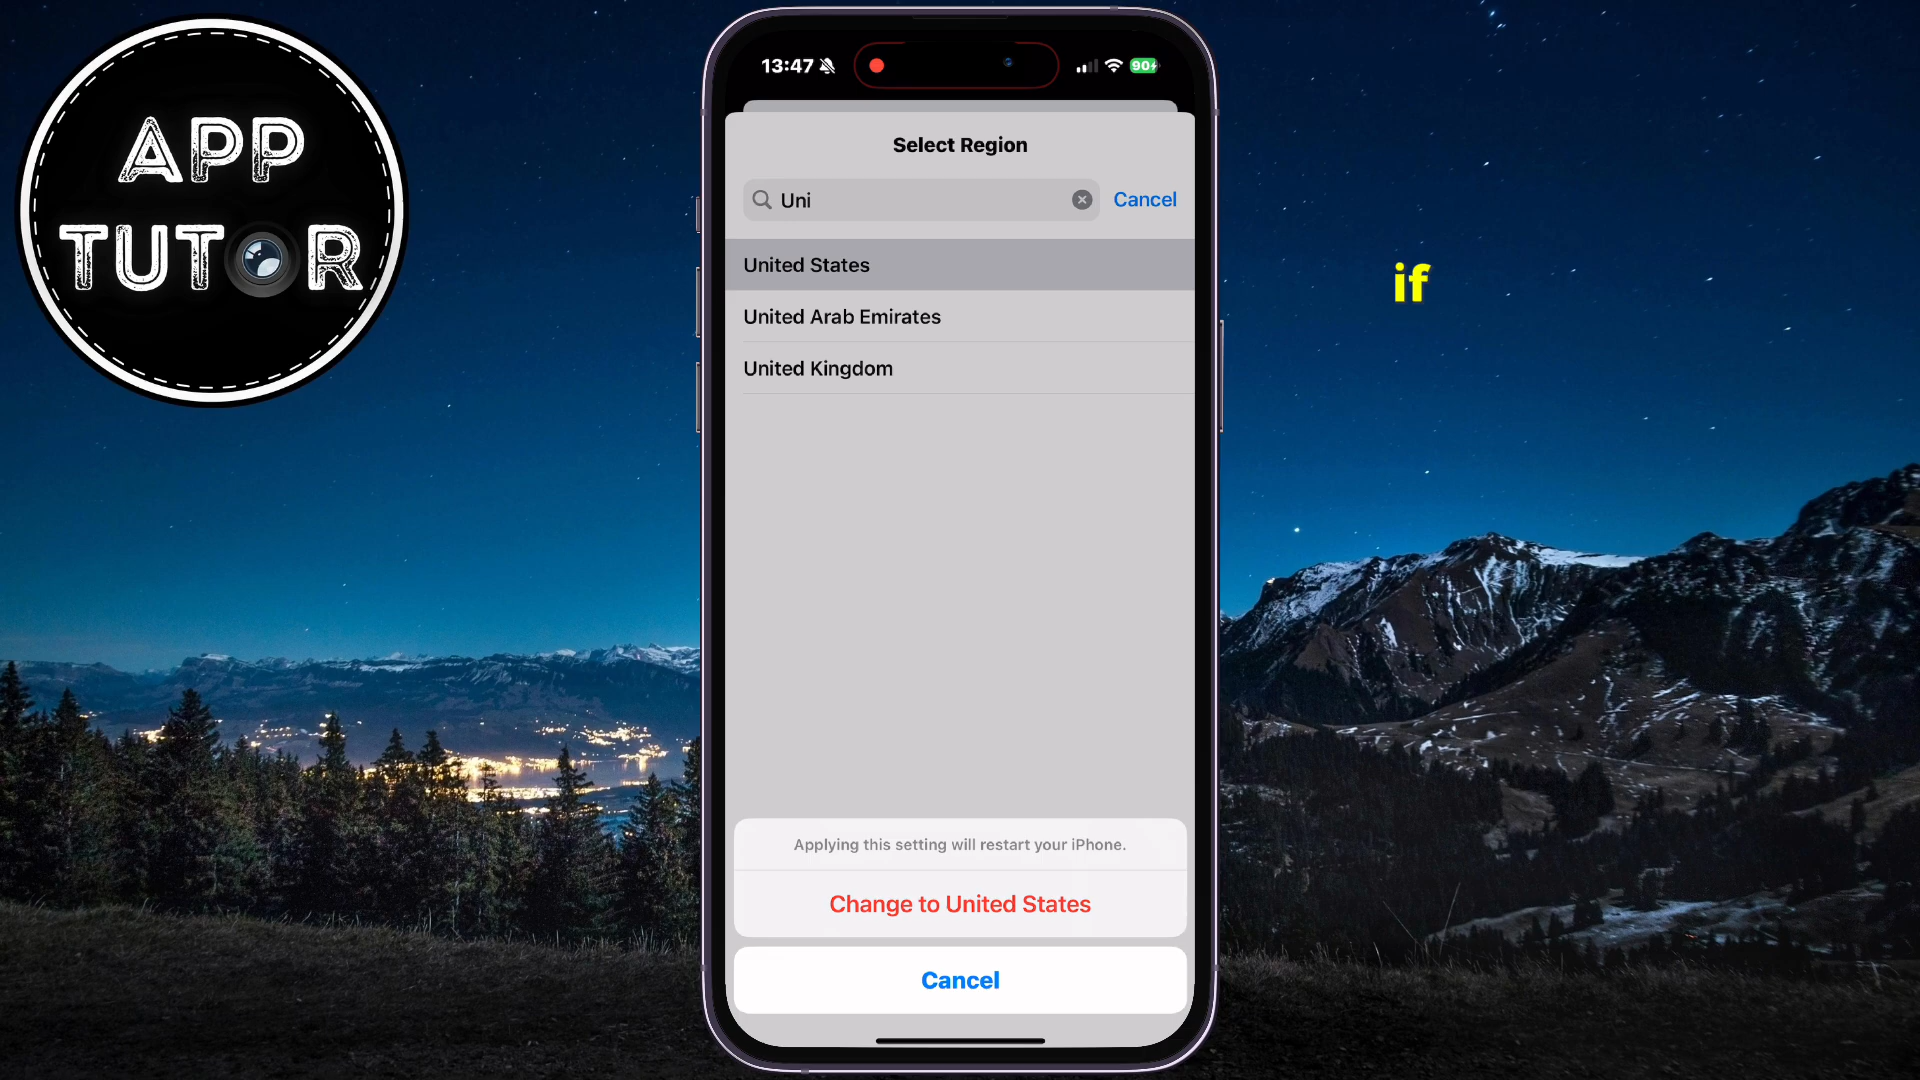 APP
TUTOR
13:47
90
Select Region
Uni
Cancel
United States
United Arab Emirates
United Kingdom
Applying this setting will restart your iPhone.
Change to United States
Cancel
if